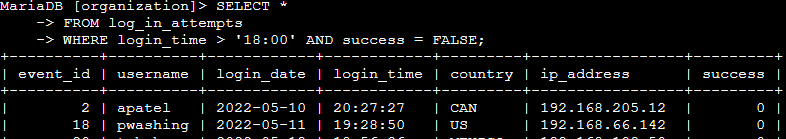 MariaDB [organization]> SELECT *
    -> FROM log_in_attempts
    -> WHERE login_time > '18:00' AND success = FALSE;
+----------+----------+------------+------------+---------+-----------------+---------+
| event_id | username | login_date | login_time | country | ip_address      | success |
+----------+----------+------------+------------+---------+-----------------+---------+
|        2 | apatel   | 2022-05-10 | 20:27:27   | CAN     | 192.168.205.12  |       0 |
|       18 | pwashing | 2022-05-11 | 19:28:50   | US      | 192.168.66.142  |       0 |